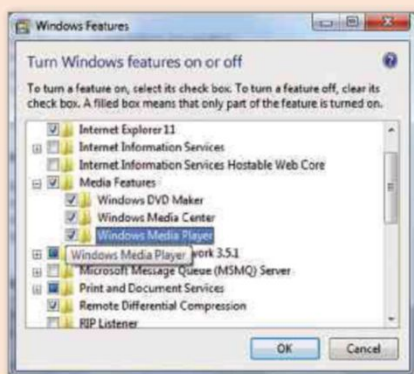 Windows Features
Turn Windows features on or off
To turn a feature on, select its check box. To turn a feature off, clear its
check box. A filled box means that only part of the feature is turned on.
Internet Explorer 11
Internet Information Services
Internet Information Services Hostable Web Core
Media Features
Windows DVD Maker
Windows Media Center
Windows Media Player
Windows Media Player work 3.5.1
Microsoft Message Queue (MSMQ) Server
Print and Document Services
Remote Differential Compression
RIP Listener
OK Cancel